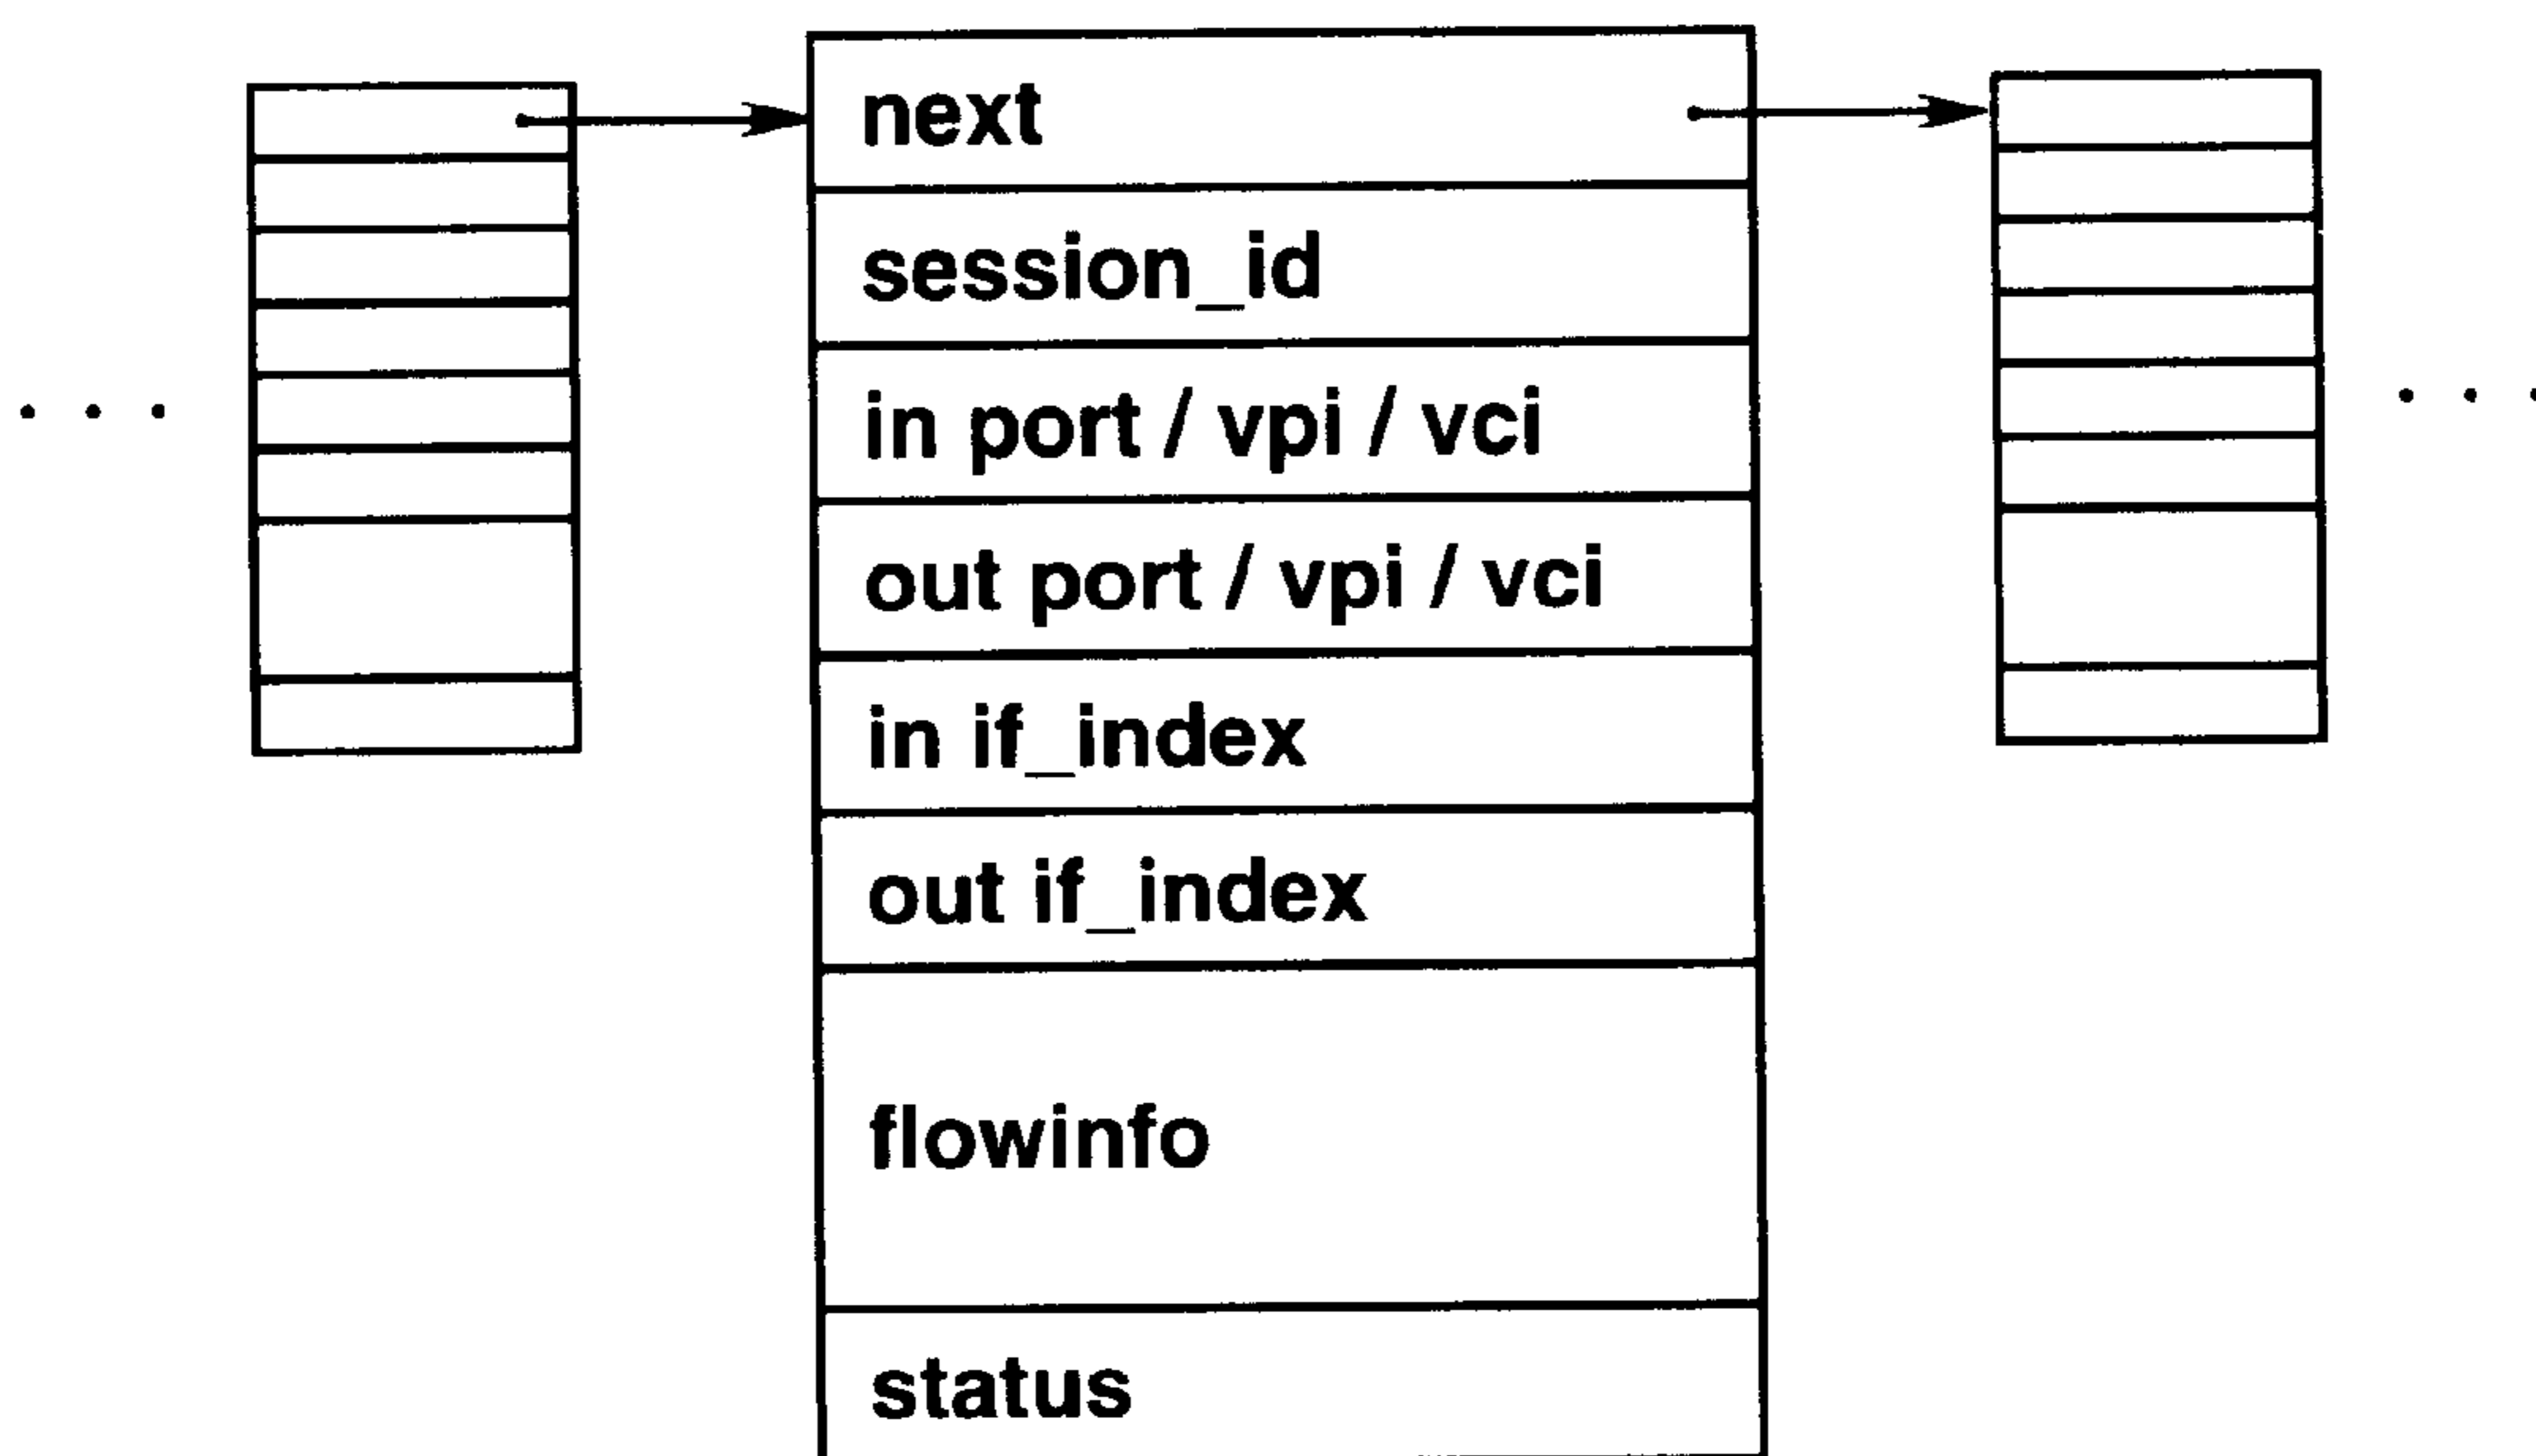 next
session_id
in port / vpi / vci
out port / vpi / vci
in if_index
out if_index
flowinfo
status